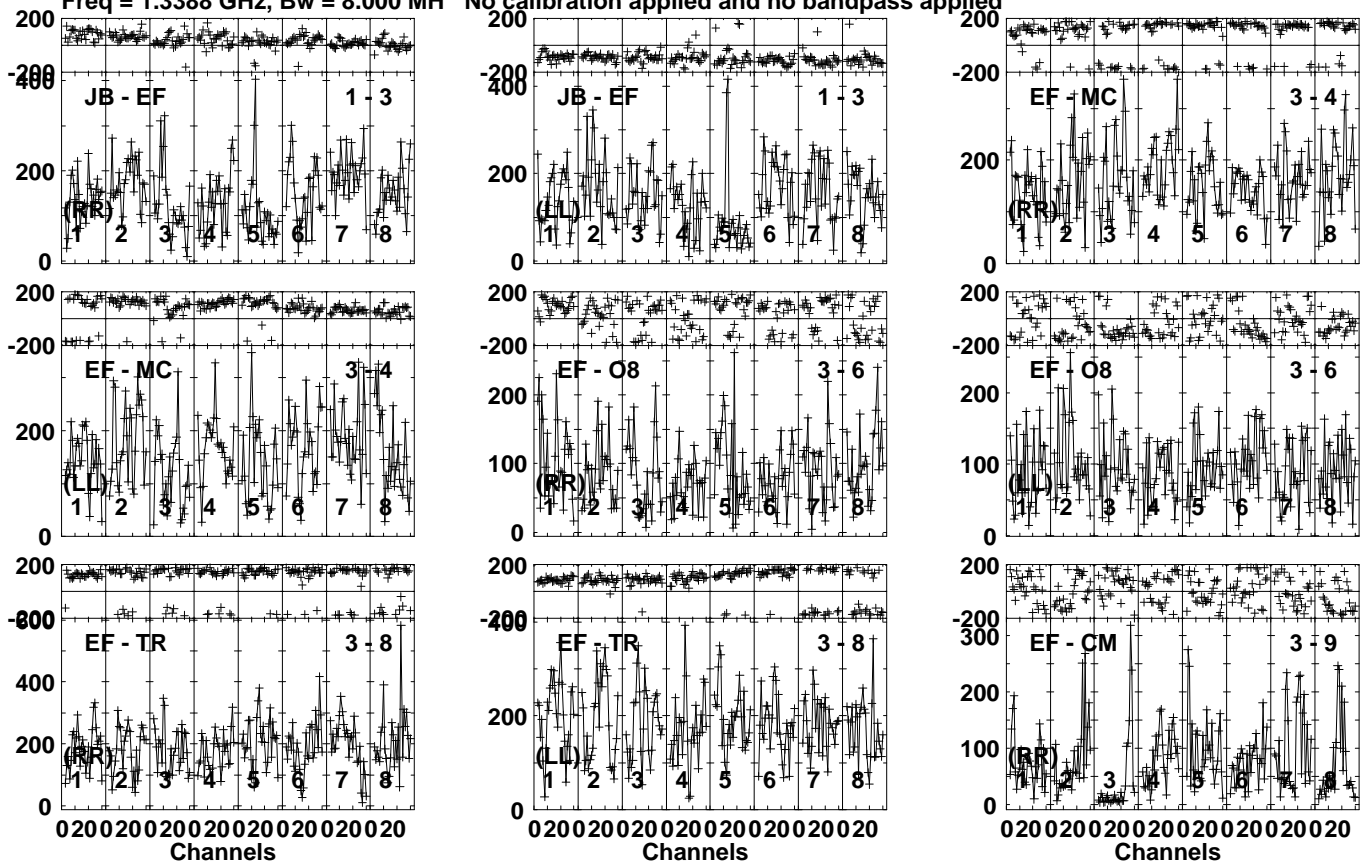 Freq = 1.3388 GHz, Bw = 8.000 MH No calibration applied and no bandpass applied
200 200 200
-200 -200 -200
400 400
JB - EF 1 - 3 JB - EF 1 - 3 EF - MC 3 - 4
200 200 200
(RR) (LL) (RR)
1 2 3 4 5 6 7 8 1 2 3 4 5 6 7 8 1 2 3 4 5 6 7 8
0 0 0
200 200 200
-200 -200 -200
EF - MC 3 - 4 EF - O8 3 - 6 EF - O8 3 - 6
200 200 200
100 100
(LL) (RR) (LL)
1 2 3 4 5 6 7 8 1 2 3 4 5 6 7 8 1 2 3 4 5 6 7 8
0 0 0
200 200 200
-200 -200
600 400 300
EF - TR 3 - 8 EF - TR 3 - 8 EF - CM 3 - 9
400 200
200 200 100
(RR) (LL) (RR)
1 2 3 4 5 6 7 8 1 2 3 4 5 6 7 8 1 2 3 4 5 6 7 8
0 0 0
0 20 0 20 0 20 0 20 0 20 0 20 0 20 0 20 0 20 0 20 0 20 0 20 0 20 0 20 0 20 0 20 0 20 0 20 0 20 0 20 0 20 0 20 0 20 0 20
Channels Channels Channels